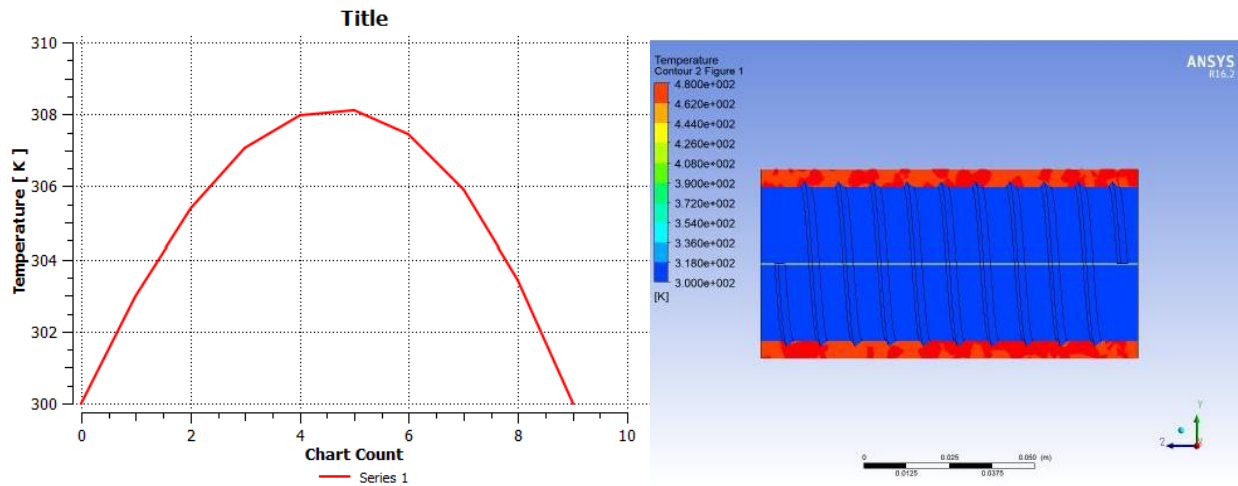 Title
310
308
306
304
302
300
Temperature [ K ]
0 2 4 6 8 10
Chart Count
Series 1
Temperature
Contour 2 Figure 1
4.800e+002
4.620e+002
4.440e+002
4.260e+002
4.080e+002
3.900e+002
3.720e+002
3.540e+002
3.360e+002
3.180e+002
3.000e+002
[K]
ANSYS
R16.2
0 0.025 0.050 (m)
0.0125 0.0375
Y
Z